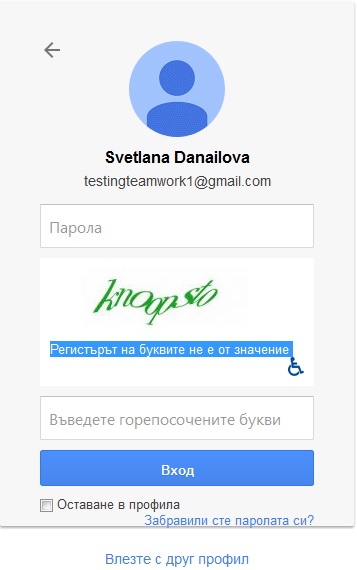 Svetlana Danailova
testingteamwork1@gmail.com
Парола
Регистърът на буквите не е от значение
Въведете горепосочените букви
Вход
Оставане в профила
Забравили сте паролата си?
Влезте с друг профил